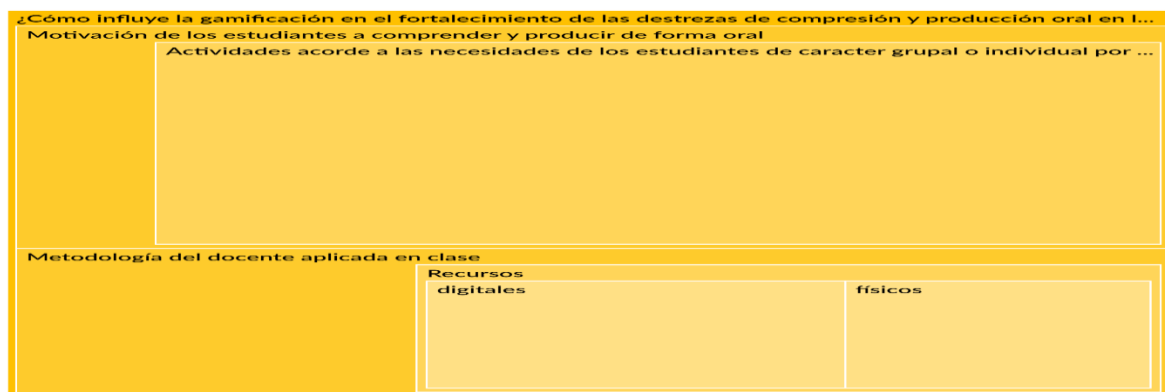 ¿Cómo influye la gamificación en el fortalecimiento de las destrezas de compresión y producción oral en l...
Motivación de los estudiantes a comprender y producir de forma oral
Actividades acorde a las necesidades de los estudiantes de caracter grupal o individual por ...
Metodología del docente aplicada en clase
Recursos
digitales
físicos